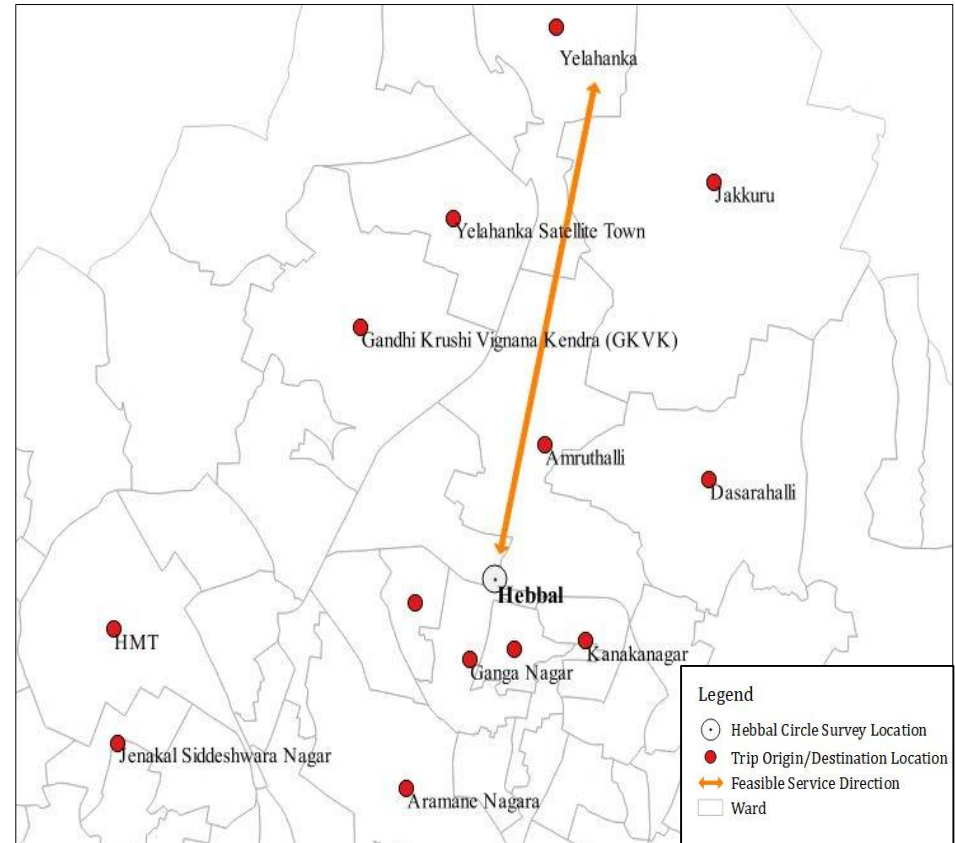 Yelahanka
Jakkuru
Yelahanka Satellite Town
Gandhi Krushi Vignana Kendra (GKVK)
Amruthalli
Dasarahalli
Hebbal
HMT
Kanakanagar
Ganga Nagar
Jenakal Siddeshwara Nagar
Aramane Nagara
Legend
Hebbal Circle Survey Location
Trip Origin/Destination Location
Feasible Service Direction
Ward